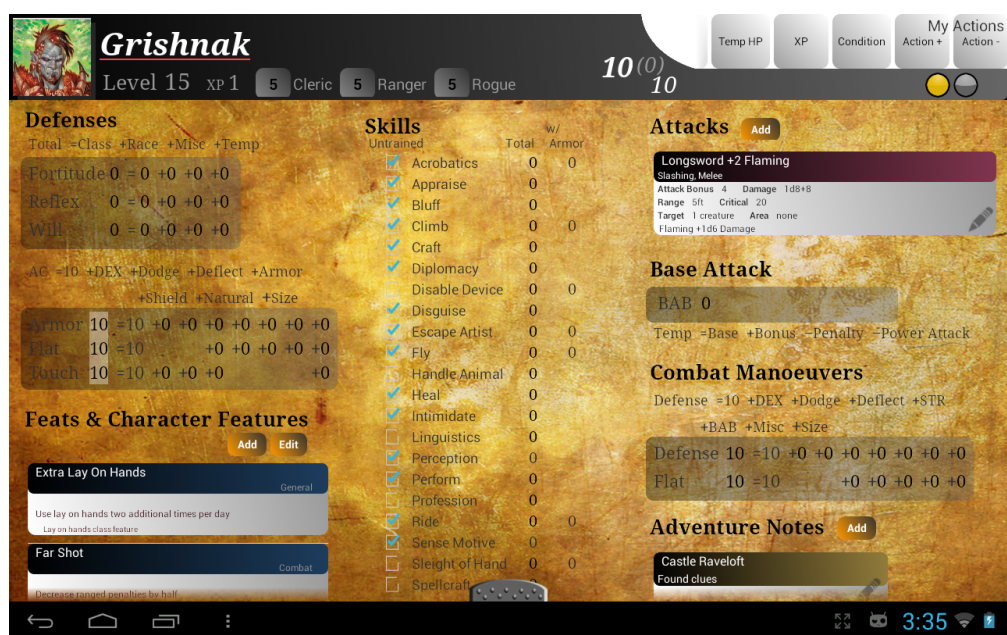 Grishnak
Level 15 XP 1 5 Cleric 5 Ranger 5 Rogue
10 (0)
10
Temp HP XP Condition Action + Action -
My Actions
Defenses
Total =Class +Race +Misc +Temp
Fortitude 0 = 0 +0 +0 +0
Reflex 0 = 0 +0 +0 +0
Will 0 = 0 +0 +0 +0
AC =10 +DEX +Dodge +Deflect +Armor
+Shield +Natural +Size
Armor 10 =10 +0 +0 +0 +0 +0 +0 +0
Flat 10 =10 +0 +0 +0 +0 +0
Touch 10 =10 +0 +0 +0 +0
Feats & Character Features
Add Edit
Extra Lay On Hands
General
Use lay on hands two additional times per day
Lay on hands class feature
Far Shot
Combat
Decrease ranged penalties by half
Skills
Untrained Total w/ Armor
Acrobatics 0 0
Appraise 0
Bluff 0
Climb 0 0
Craft 0
Diplomacy 0
Disable Device 0 0
Disguise 0
Escape Artist 0 0
Fly 0 0
Handle Animal 0
Heal 0
Intimidate 0
Linguistics 0
Perception 0
Perform 0
Profession 0
Ride 0 0
Sense Motive 0
Sleight of Hand 0 0
Spellcraft
Attacks Add
Longsword +2 Flaming
Slashing, Melee
Attack Bonus 4 Damage 1d8+8
Range 5ft Critical 20
Target 1 creature Area none
Flaming +1d6 Damage
Base Attack
BAB 0
Temp =Base +Bonus -Penalty -Power Attack
Combat Manoeuvers
Defense =10 +DEX +Dodge +Deflect +STR
+BAB +Misc +Size
Defense 10 =10 +0 +0 +0 +0 +0 +0 +0
Flat 10 =10 +0 +0 +0 +0 +0
Adventure Notes Add
Castle Raveloft
Found clues
3:35